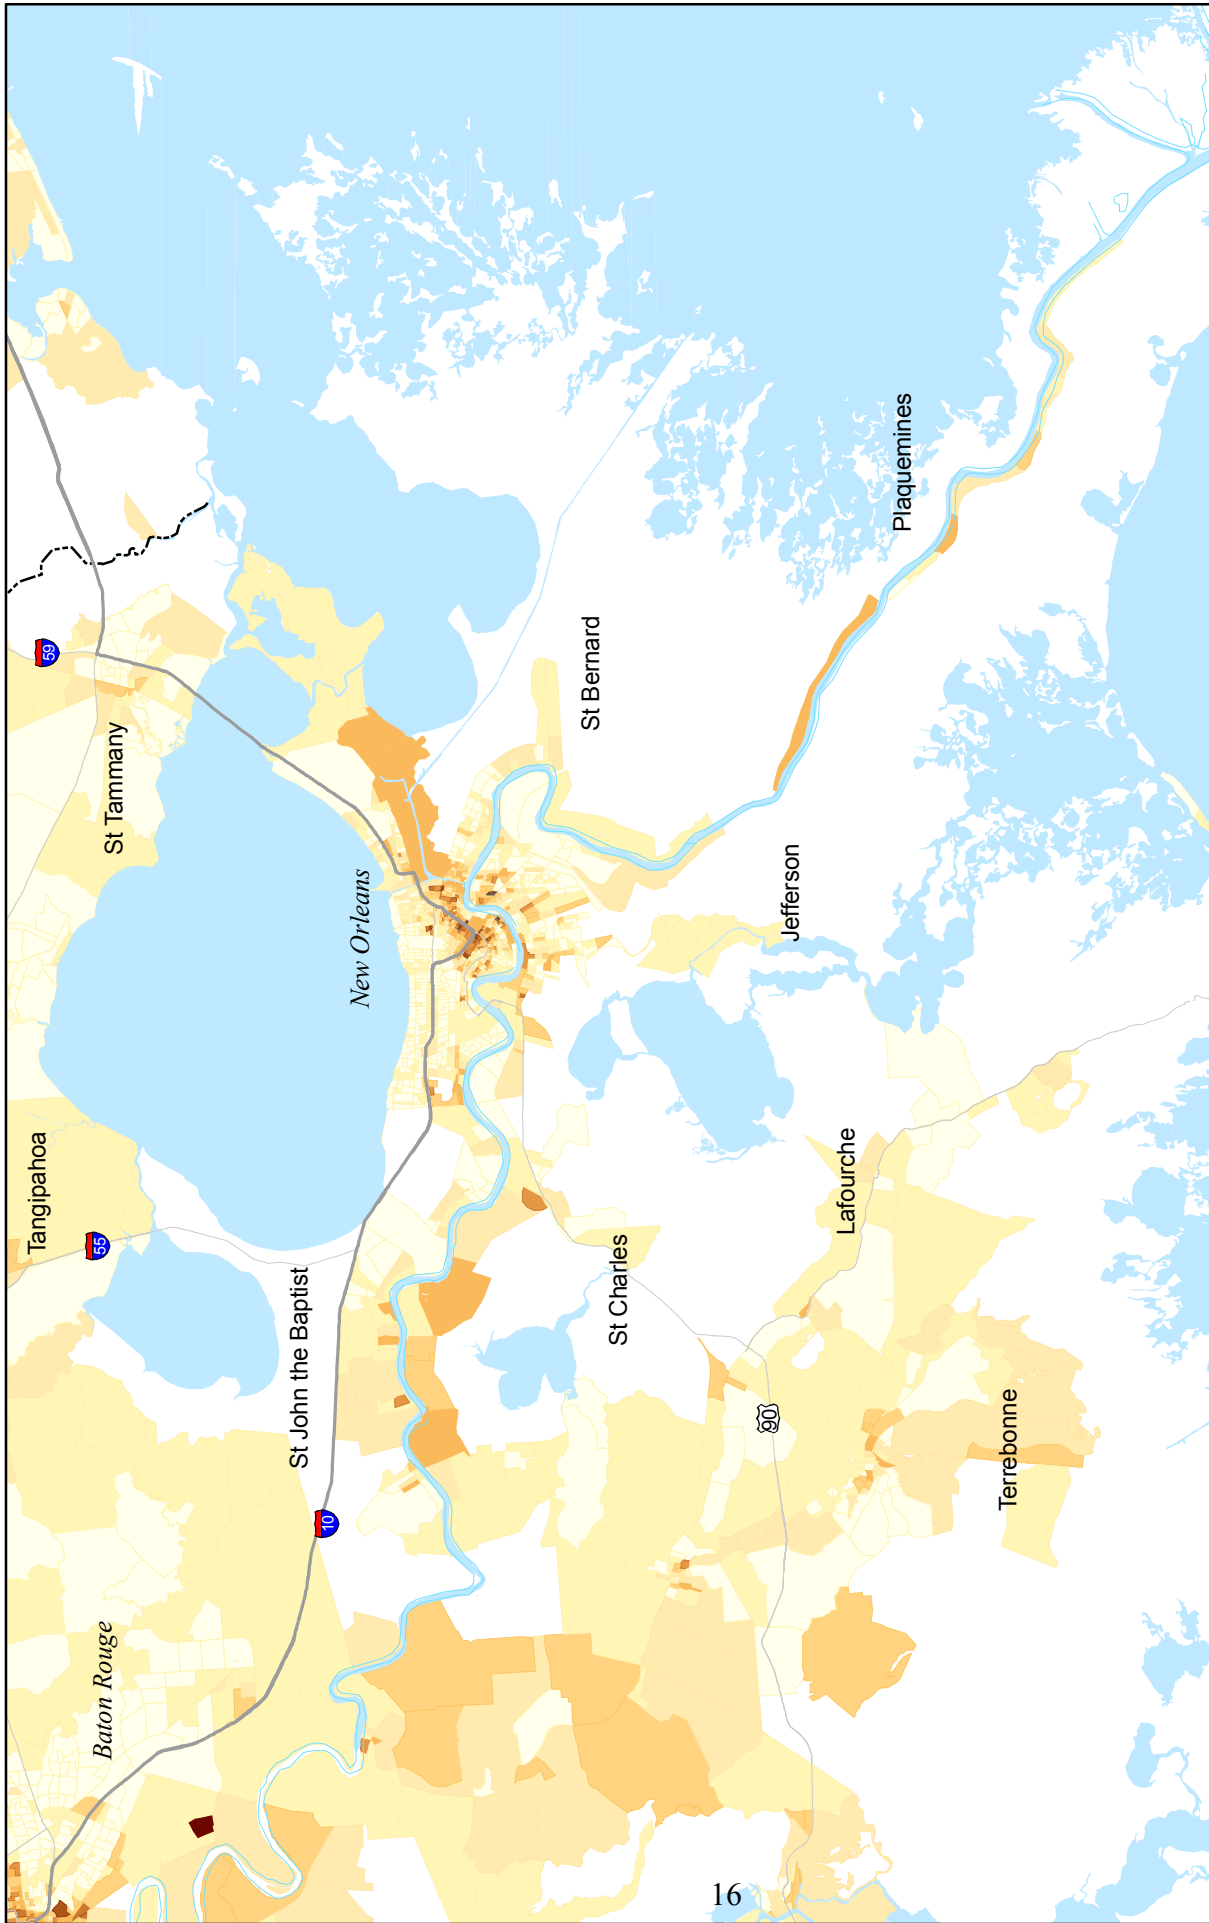 Baton Rouge
Tangipahoa
55
St Tammany
59
10
St John the Baptist
New Orleans
St Charles
St Bernard
90
Lafourche
Jefferson
Plaquemines
Terrebonne
16